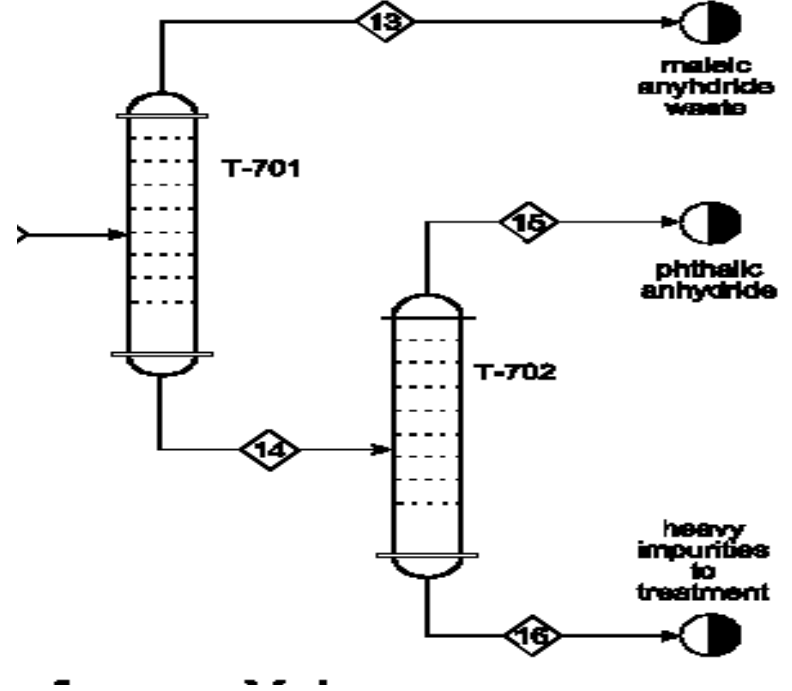 13
maleic
anyhdride
waste
T-701
15
phthalic
anhydride
T-702
14
heavy
impurities
to
treatment
16